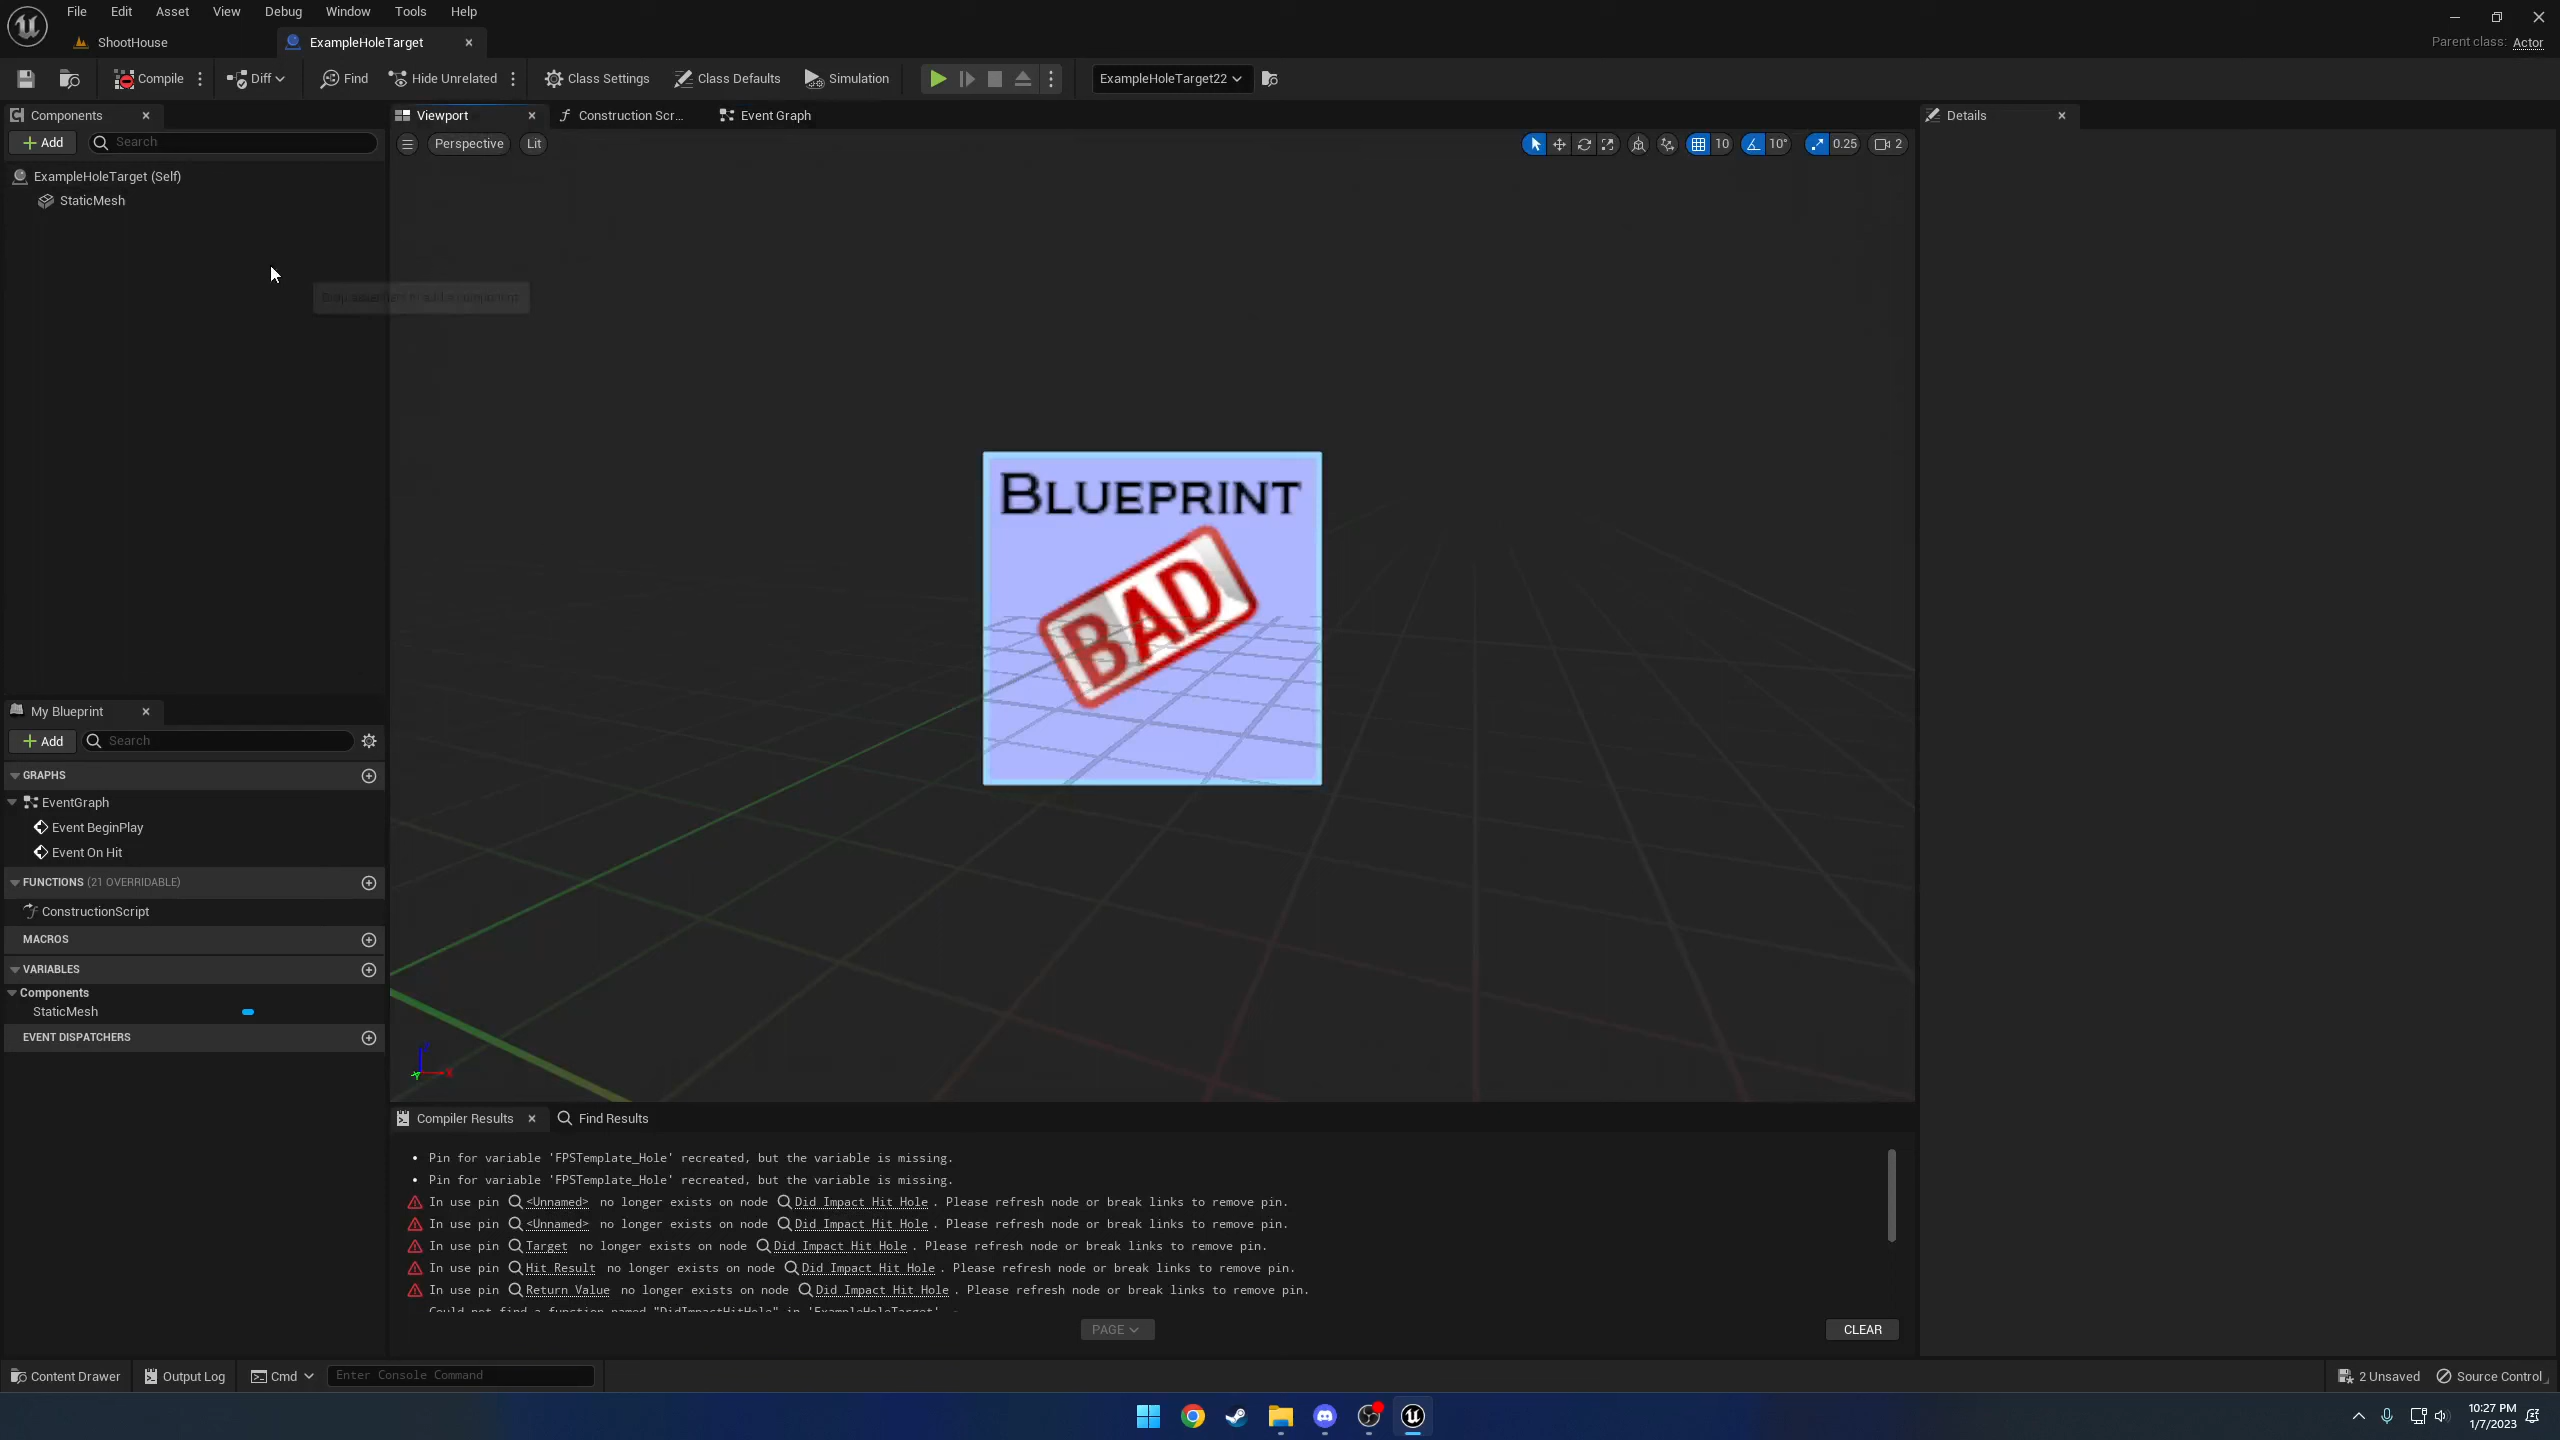 File Edit Asset View Debug Window Tools Help
ShootHouse
ExampleHoleTarget
Parent class: Actor
Compile
Diff
Find
Hide Unrelated
Class Settings
Class Defaults
Simulation
ExampleHoleTarget22
Components
Viewport
Construction Scr...
Event Graph
Details
Add
Search
Perspective
Lit
10
10°
0.25
2
ExampleHoleTarget (Self)
StaticMesh
BLUEPRINT
BAD
My Blueprint
Add
Search
GRAPHS
EventGraph
Event BeginPlay
Event On Hit
FUNCTIONS (21 OVERRIDABLE)
ConstructionScript
MACROS
VARIABLES
Components
StaticMesh
EVENT DISPATCHERS
Compiler Results
Find Results
• Pin for variable 'FPSTemplate_Hole' recreated, but the variable is missing.
• Pin for variable 'FPSTemplate_Hole' recreated, but the variable is missing.
In use pin <Unnamed> no longer exists on node Did Impact Hit Hole . Please refresh node or break links to remove pin.
In use pin <Unnamed> no longer exists on node Did Impact Hit Hole . Please refresh node or break links to remove pin.
In use pin Target no longer exists on node Did Impact Hit Hole . Please refresh node or break links to remove pin.
In use pin Hit Result no longer exists on node Did Impact Hit Hole . Please refresh node or break links to remove pin.
In use pin Return Value no longer exists on node Did Impact Hit Hole . Please refresh node or break links to remove pin.
Could not find a function named "DidImpactHitHole" in 'ExampleHoleTarget'.
PAGE
CLEAR
Content Drawer
Output Log
Cmd
Enter Console Command
2 Unsaved
Source Control
10:27 PM
1/7/2023